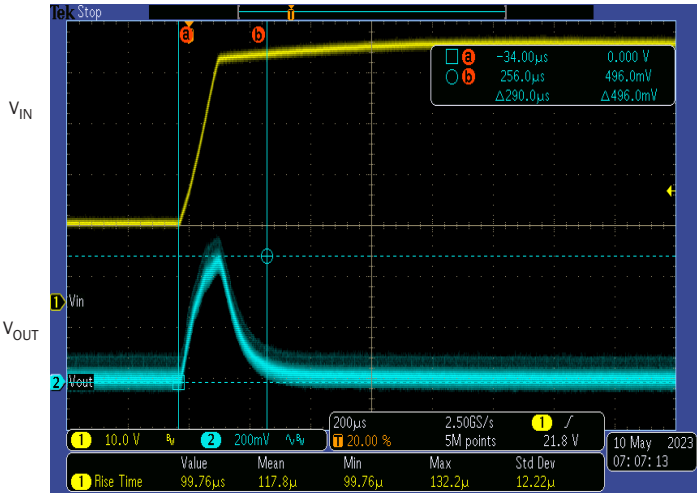 Tek Stop
T
a b
a -34.00µs 0.000 V
b 256.0µs 496.0mV
Δ290.0µs Δ496.0mV
VIN
1 Vin
VOUT
2 Vout
1 10.0 V BW 2 200mV BW
200µs 2.50GS/s 1
T 20.00 % 5M points 21.8 V
10 May 2023
07:07:13
Value Mean Min Max Std Dev
1 Rise Time 99.76µs 117.8µ 99.76µ 132.2µ 12.22µ